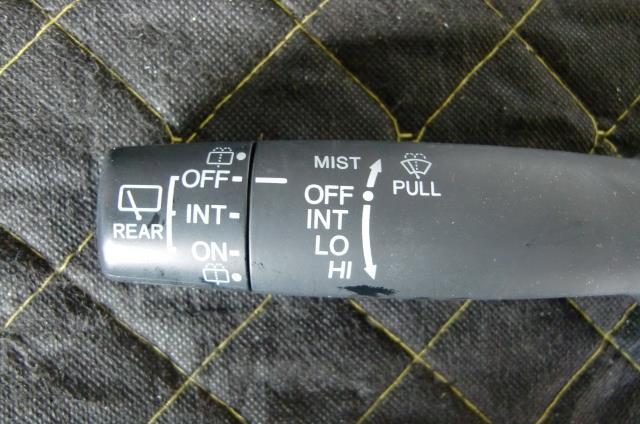 OFF
INT
REAR
ON
MIST
OFF
INT
LO
HI
PULL